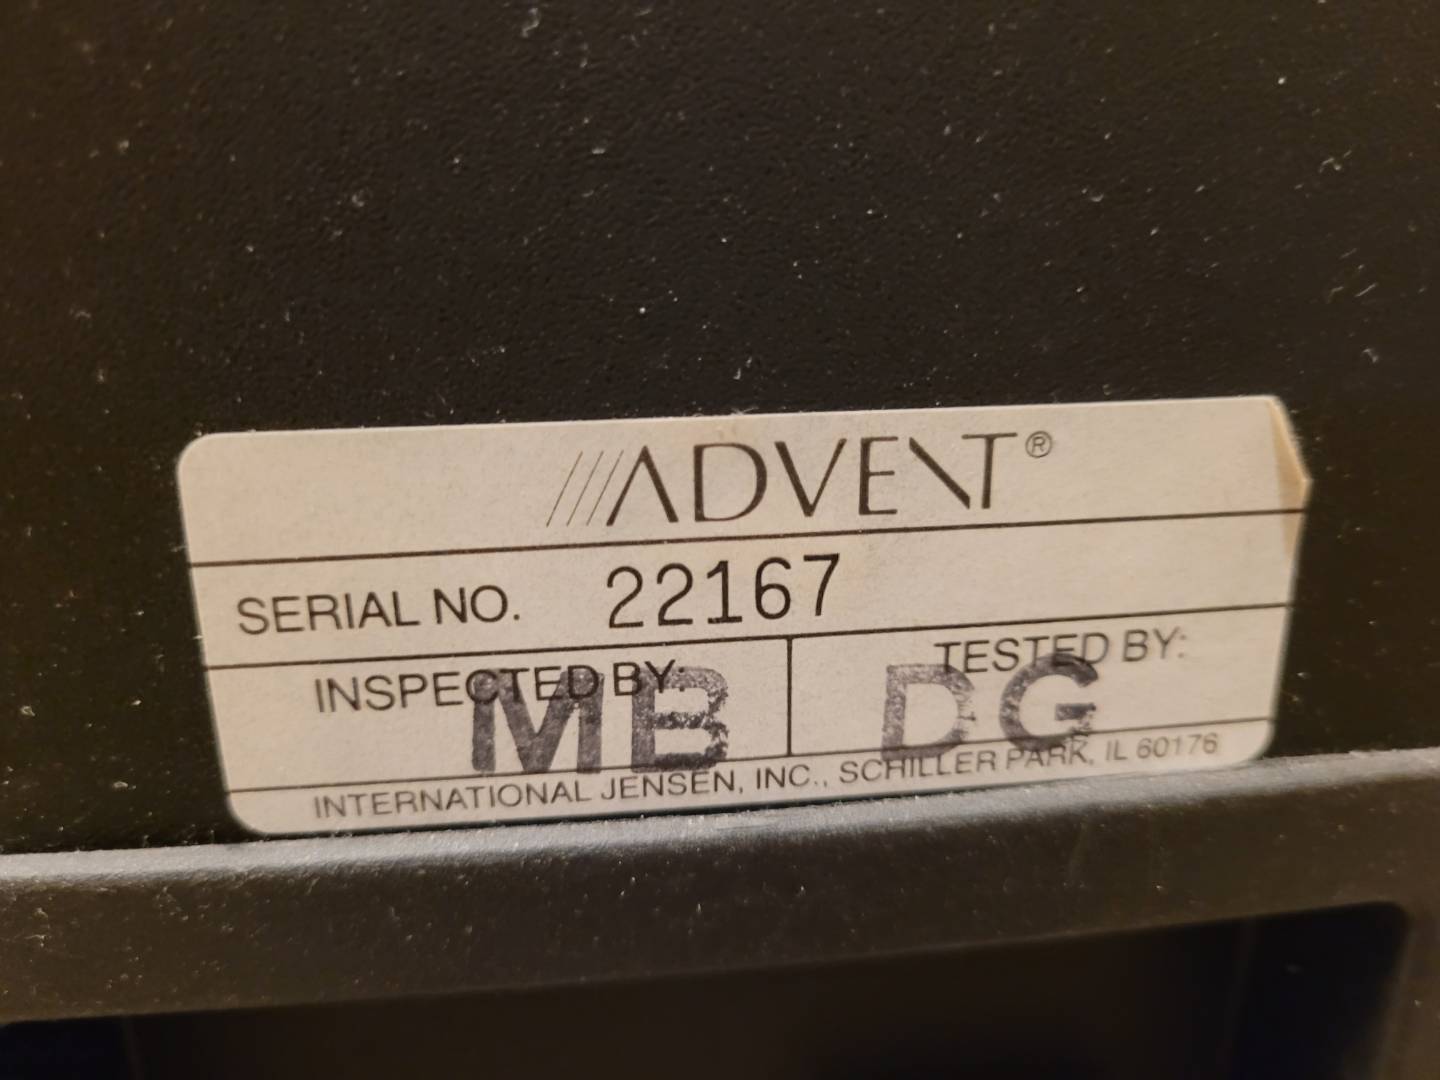 ADVENT®
SERIAL NO. 22167
INSPECTED BY: TESTED BY:
MB DG
INTERNATIONAL JENSEN, INC., SCHILLER PARK, IL 60176